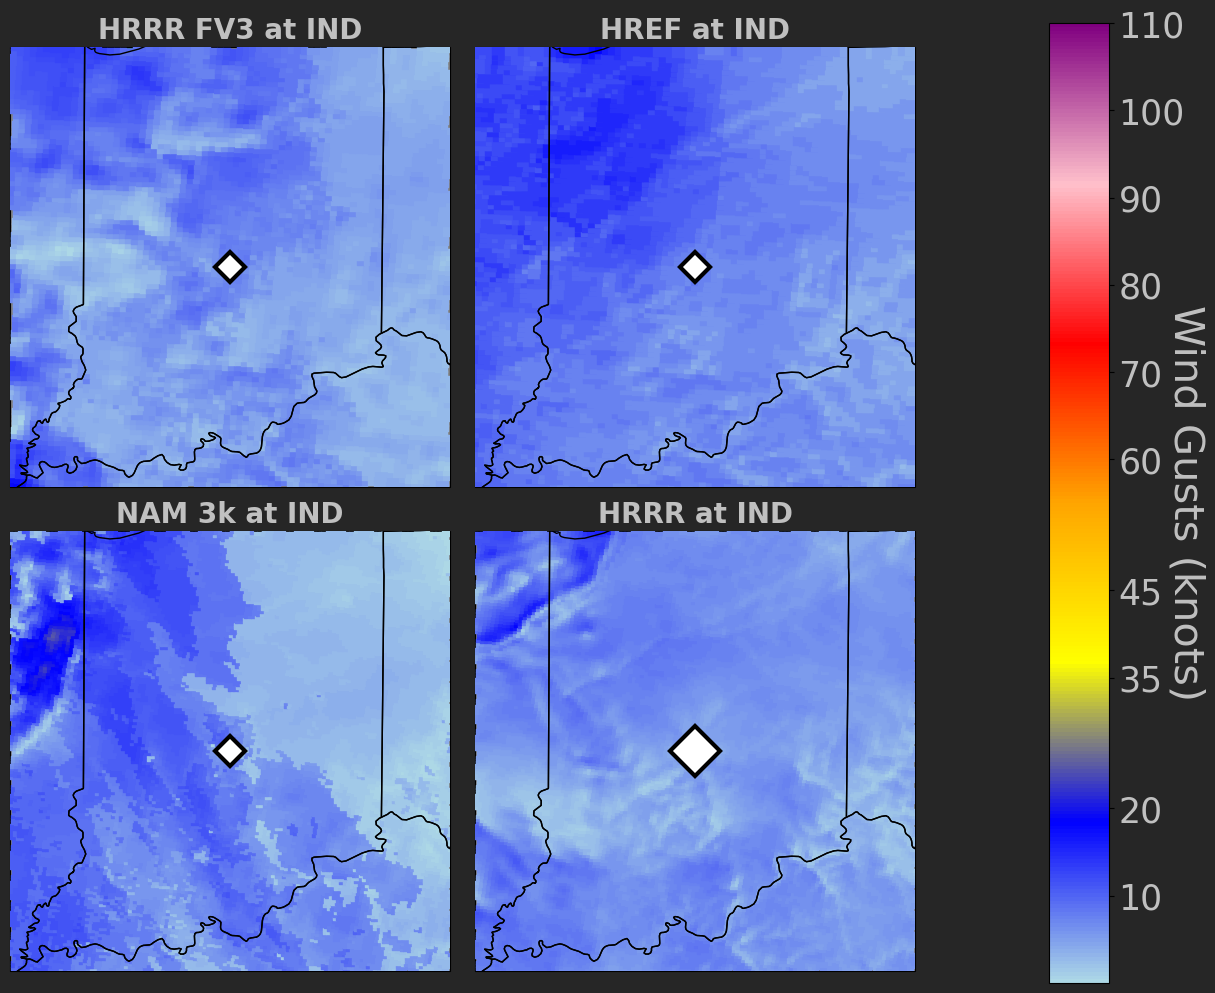 HRRR FV3 at IND
HREF at IND
NAM 3k at IND
HRRR at IND
110
100
90
80
70
60
45
35
20
10
Wind Gusts (knots)